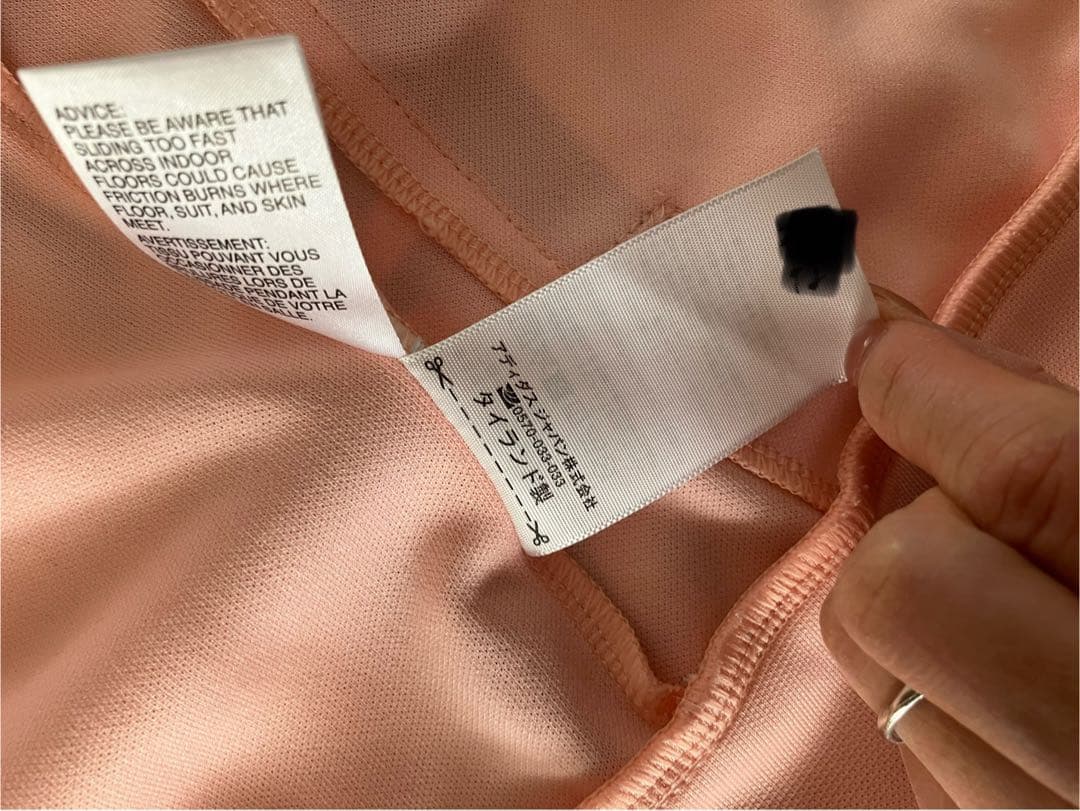 ADVICE:
PLEASE BE AWARE THAT
SLIDING TOO FAST
ACROSS INDOOR
FLOORS COULD CAUSE
FRICTION BURNS WHERE
FLOOR, SUIT, AND SKIN
MEET.
AVERTISSEMENT:
TISSU POUVANT VOUS
OCCASIONNER DES
LORS DE
PENDANT LA
DE VOTRE
SALLE.
アディダス ジャパン株式会社
0570-033-033
タイランド製